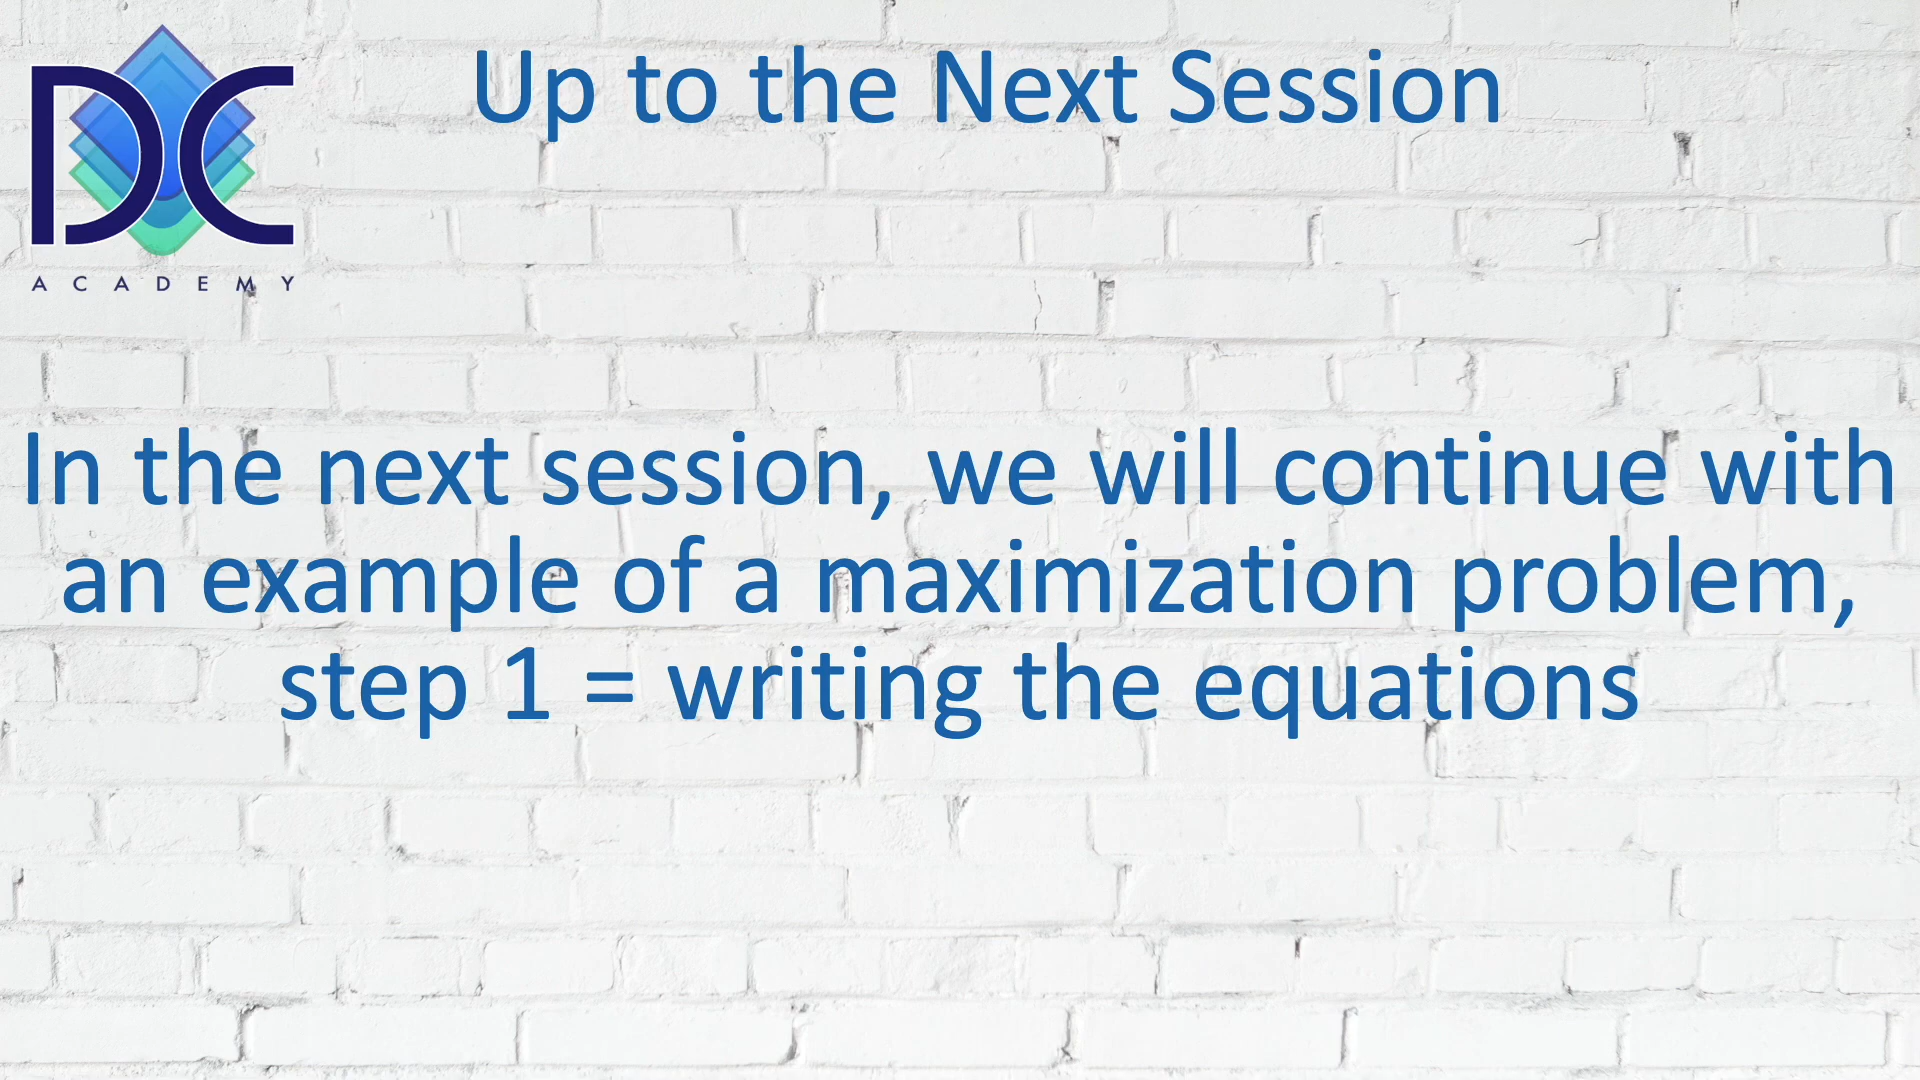 DC
ACADEMY
Up to the Next Session
In the next session, we will continue with
an example of a maximization problem,
step 1 = writing the equations